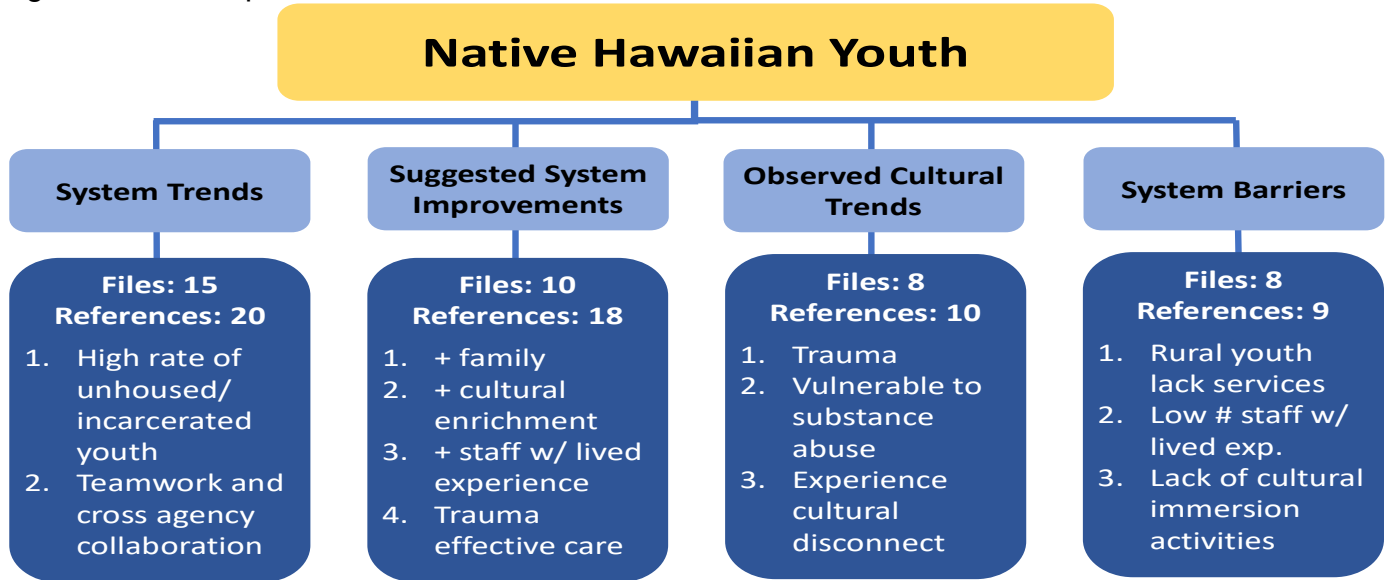 Native Hawaiian Youth
System Trends
Files: 15
References: 20
1. High rate of
unhoused/
incarcerated
youth
2. Teamwork and
cross agency
collaboration
Suggested System
Improvements
Files: 10
References: 18
1. + family
2. + cultural
enrichment
3. + staff w/ lived
experience
4. Trauma
effective care
Observed Cultural
Trends
Files: 8
References: 10
1. Trauma
2. Vulnerable to
substance
abuse
3. Experience
cultural
disconnect
System Barriers
Files: 8
References: 9
1. Rural youth
lack services
2. Low # staff w/
lived exp.
3. Lack of cultural
immersion
activities